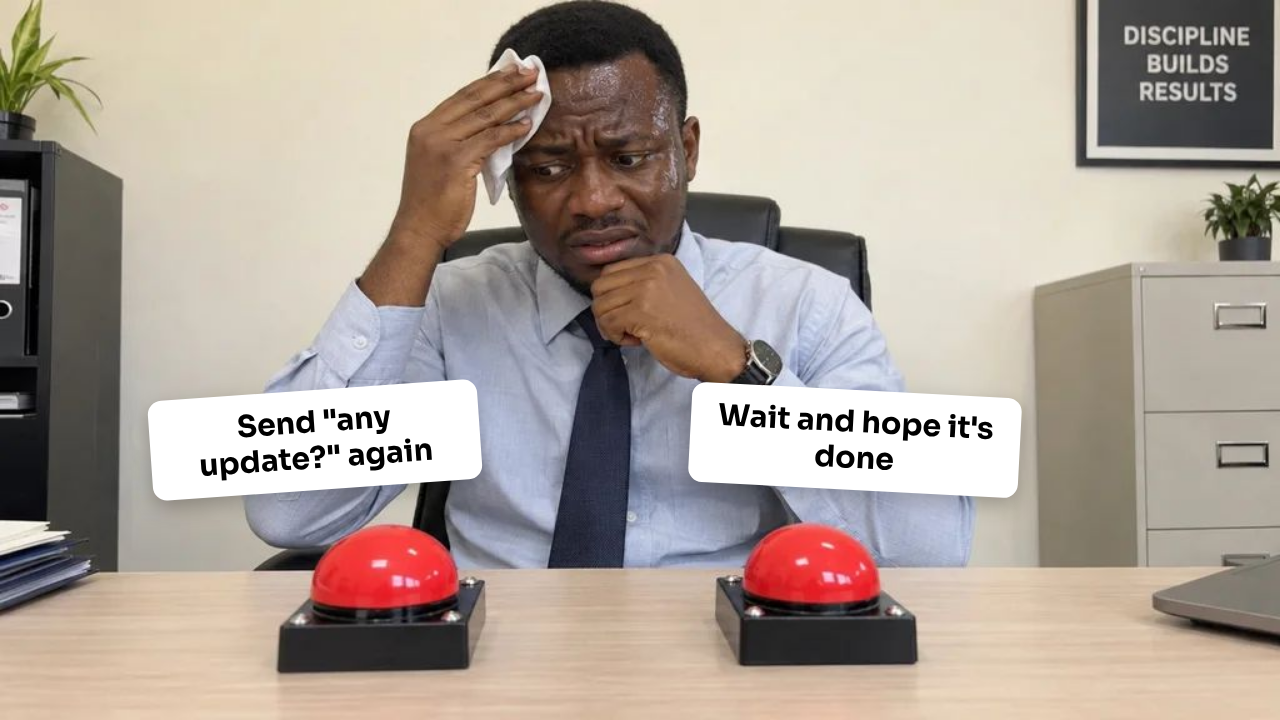 DISCIPLINE
BUILDS
RESULTS
Send "any
update?" again
Wait and hope it's
done